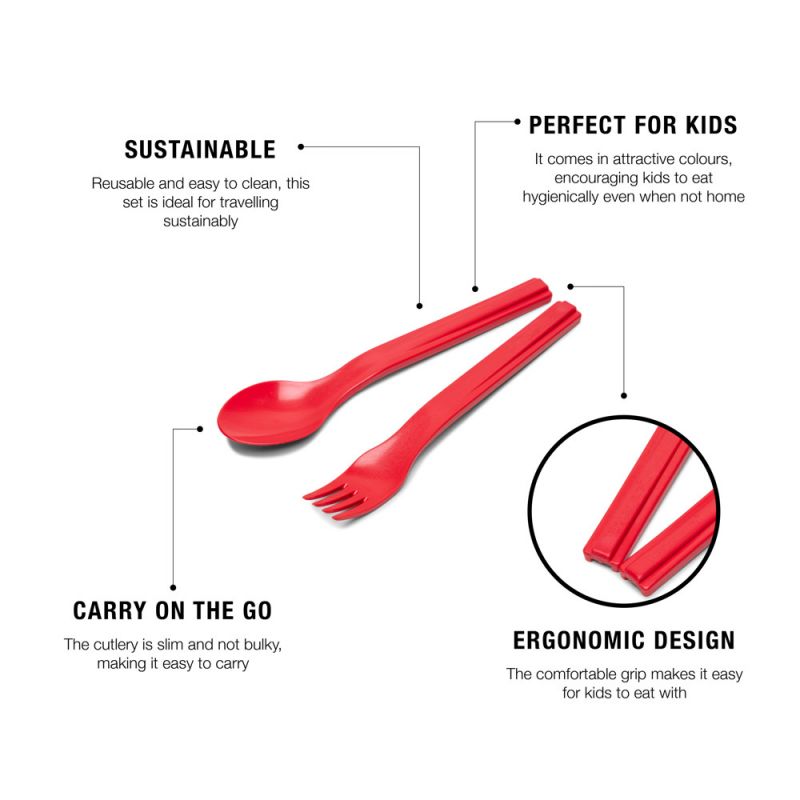 SUSTAINABLE
Reusable and easy to clean, this
set is ideal for travelling
sustainably
PERFECT FOR KIDS
It comes in attractive colours,
encouraging kids to eat
hygienically even when not home
CARRY ON THE GO
The cutlery is slim and not bulky,
making it easy to carry
ERGONOMIC DESIGN
The comfortable grip makes it easy
for kids to eat with